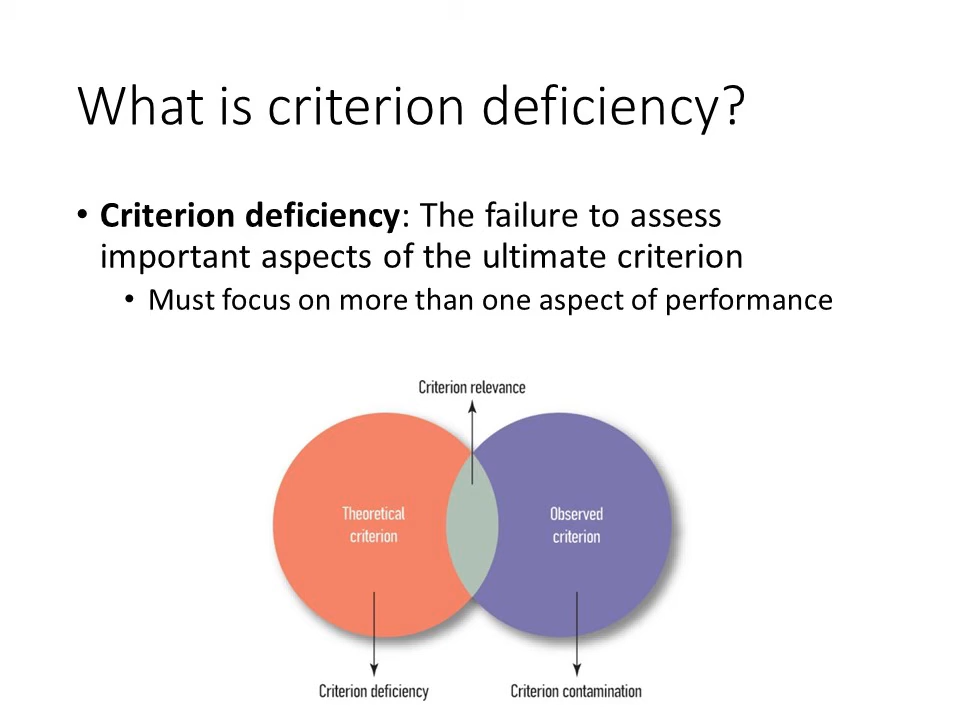 What is criterion deficiency?
• Criterion deficiency: The failure to assess
important aspects of the ultimate criterion
• Must focus on more than one aspect of performance
Criterion relevance
Theoretical
criterion
Observed
criterion
Criterion deficiency
Criterion contamination